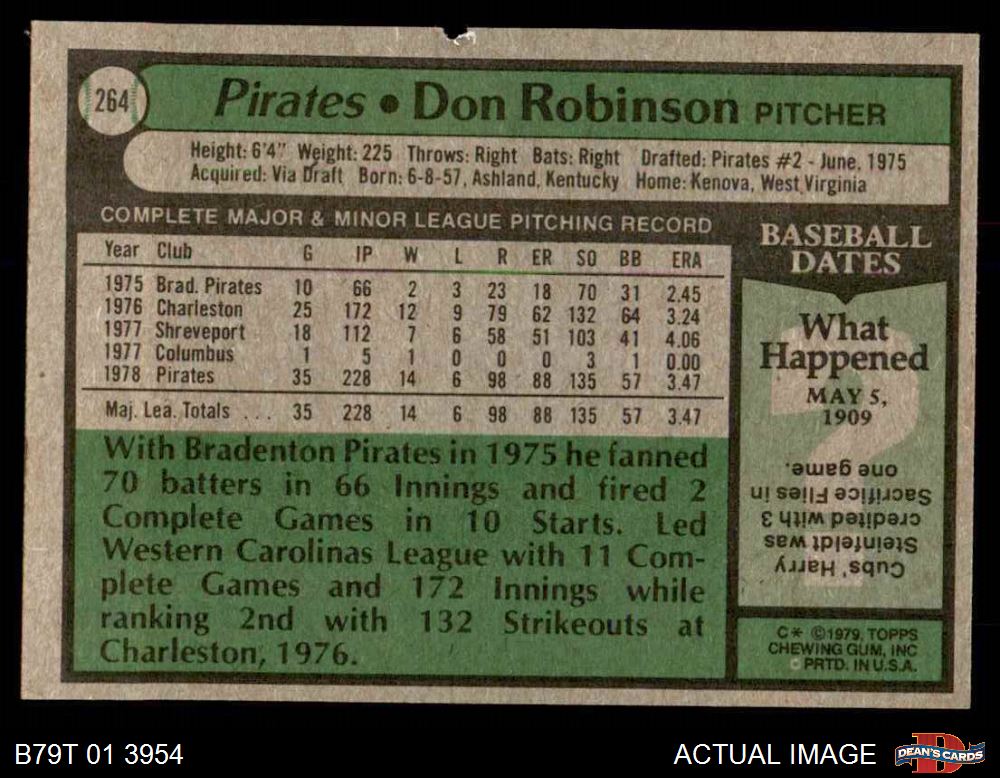 264
Pirates • Don Robinson PITCHER
Height: 6'4" Weight: 225 Throws: Right Bats: Right Drafted: Pirates #2 - June, 1975
Acquired: Via Draft Born: 6-8-57, Ashland, Kentucky Home: Kenova, West Virginia
COMPLETE MAJOR & MINOR LEAGUE PITCHING RECORD
Year Club G IP W L R ER SO BB ERA
1975 Brad. Pirates 10 66 2 3 23 18 70 31 2.45
1976 Charleston 25 172 12 9 79 62 132 64 3.24
1977 Shreveport 18 112 7 6 58 51 103 41 4.06
1977 Columbus 1 5 1 0 0 0 3 1 0.00
1978 Pirates 35 228 14 6 98 88 135 57 3.47
Maj. Lea. Totals ... 35 228 14 6 98 88 135 57 3.47
With Bradenton Pirates in 1975 he fanned
70 batters in 66 Innings and fired 2
Complete Games in 10 Starts. Led
Western Carolinas League with 11 Com-
plete Games and 172 Innings while
ranking 2nd with 132 Strikeouts at
Charleston, 1976.
BASEBALL
DATES
What
Happened
MAY 5,
1909
Cubs' Harry
Steinfeldt was
credited with 3
Sacrifice Flies in
one game.
C* ©1979, TOPPS
CHEWING GUM, INC
PRTD. IN U.S.A.
B79T 01 3954
ACTUAL IMAGE
DEAN'S CARDS